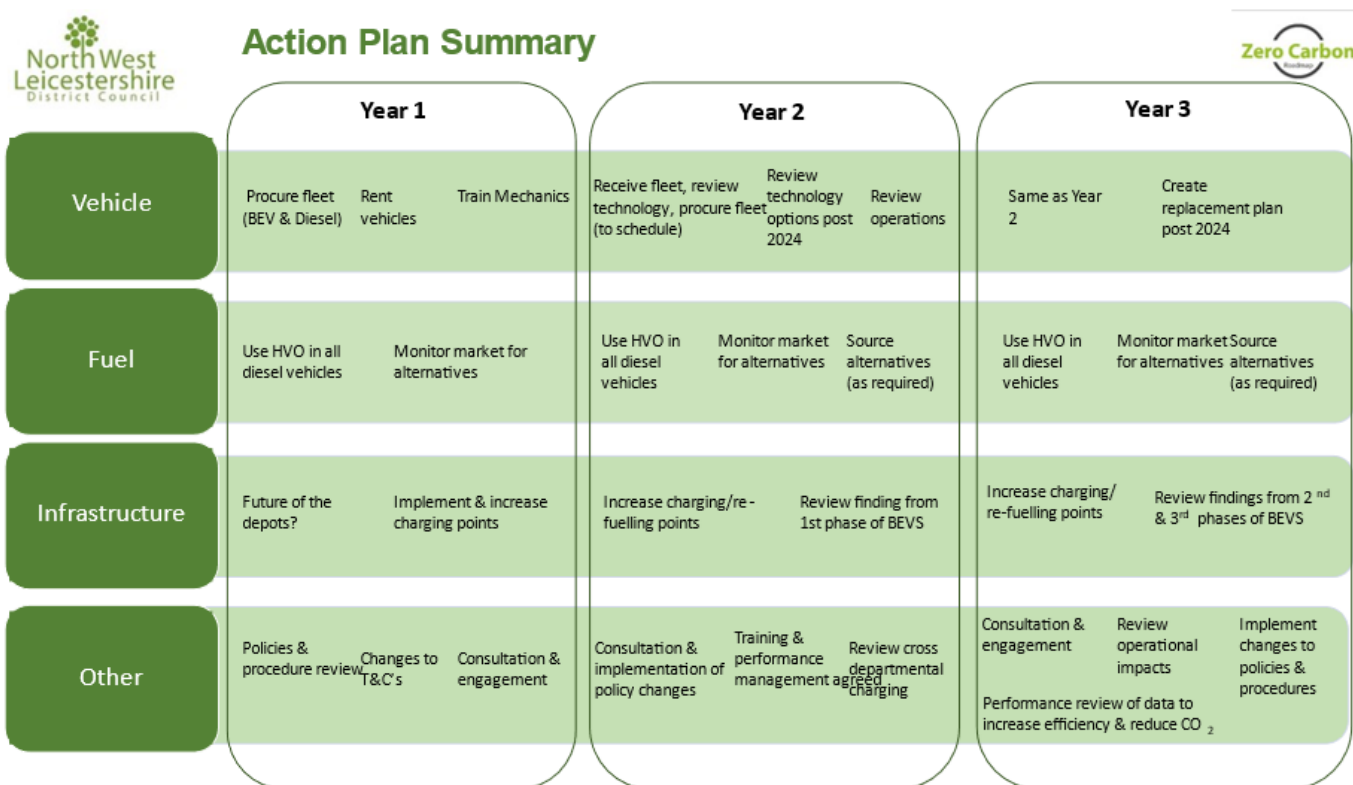 North West
Leicestershire
District Council
Action Plan Summary
Zero Carbon
Roadmap
Year 1
Year 2
Year 3
Vehicle
Procure fleet
(BEV & Diesel)
Rent
vehicles
Train Mechanics
Receive fleet, review
technology, procure fleet
(to schedule)
Review
technology
options post
2024
Review
operations
Same as Year
2
Create
replacement plan
post 2024
Fuel
Use HVO in all
diesel vehicles
Monitor market for
alternatives
Use HVO in
all diesel
vehicles
Monitor market
for alternatives
Source
alternatives
(as required)
Use HVO in
all diesel
vehicles
Monitor market
for alternatives
Source
alternatives
(as required)
Infrastructure
Future of the
depots?
Implement & increase
charging points
Increase charging/re-
fuelling points
Review finding from
1st phase of BEVS
Increase charging/
re-fuelling points
Review findings from 2 nd
& 3rd phases of BEVS
Other
Policies &
procedure review
Changes to
T&C's
Consultation &
engagement
Consultation &
implementation of
policy changes
Training &
performance
management agreed
Review cross
departmental
charging
Consultation &
engagement
Review
operational
impacts
Implement
changes to
policies &
procedures
Performance review of data to
increase efficiency & reduce CO 2